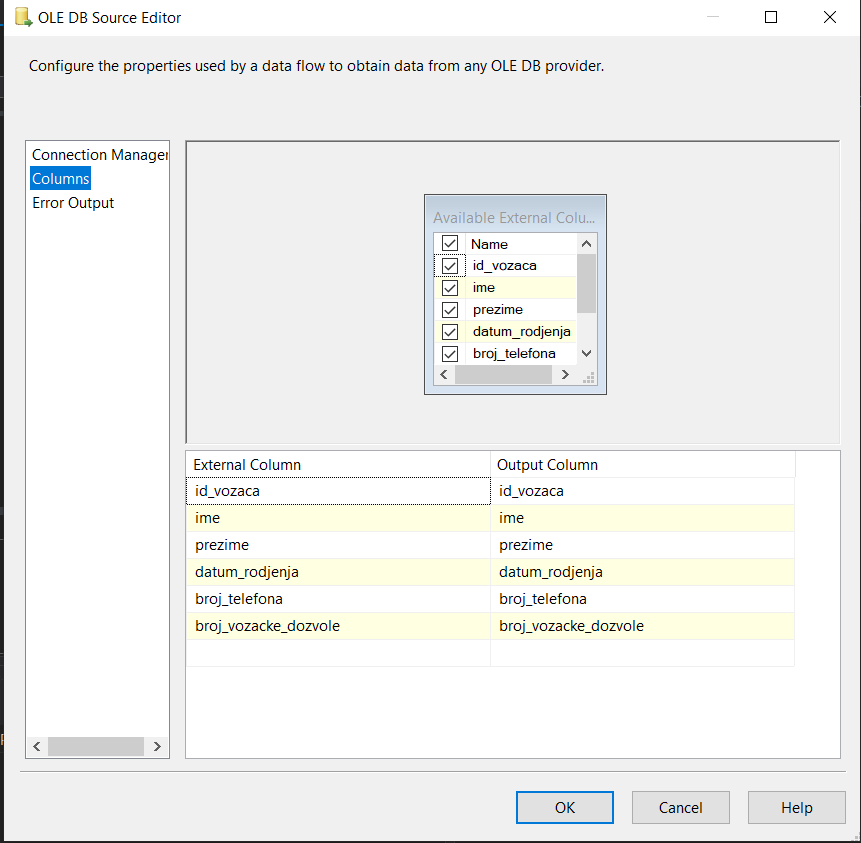 OLE DB Source Editor
Configure the properties used by a data flow to obtain data from any OLE DB provider.
Connection Manager
Columns
Error Output
Available External Colu...
Name
id_vozaca
ime
prezime
datum_rodjenja
broj_telefona
External Column Output Column
id_vozaca id_vozaca
ime ime
prezime prezime
datum_rodjenja datum_rodjenja
broj_telefona broj_telefona
broj_vozacke_dozvole broj_vozacke_dozvole
OK Cancel Help